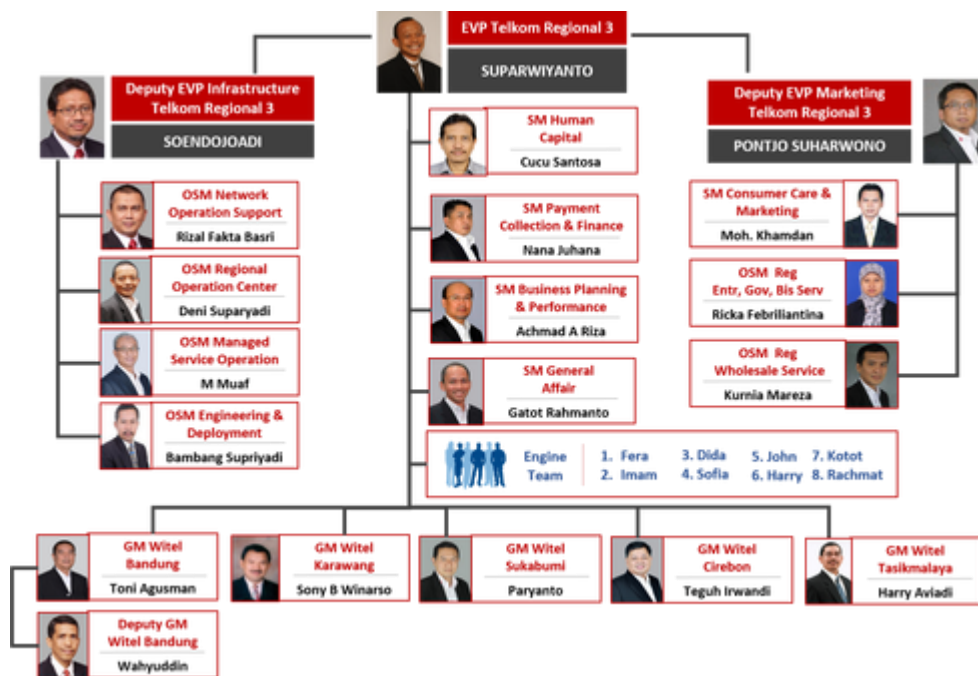 EVP Telkom Regional 3
SUPARWIYANTO
Deputy EVP Infrastructure
Telkom Regional 3
SOENDOJOADI
Deputy EVP Marketing
Telkom Regional 3
PONTJO SUHARWONO
OSM Network
Operation Support
Rizal Fakta Basri
OSM Regional
Operation Center
Deni Suparyadi
OSM Managed
Service Operation
M Muaf
OSM Engineering &
Deployment
Bambang Supriyadi
SM Human
Capital
Cucu Santosa
SM Payment
Collection & Finance
Nana Juhana
SM Business Planning
& Performance
Achmad A Riza
SM General
Affair
Gatot Rahmanto
SM Consumer Care &
Marketing
Moh. Khamdan
OSM Reg
Entr, Gov, Bis Serv
Ricka Febriliantina
OSM Reg
Wholesale Service
Kurnia Mareza
Engine
Team
1. Fera
2. Imam
3. Dida
4. Sofia
5. John
6. Harry
7. Kotot
8. Rachmat
GM Witel
Bandung
Toni Agusman
GM Witel
Karawang
Sony B Winarso
GM Witel
Sukabumi
Paryanto
GM Witel
Cirebon
Teguh Irwandi
GM Witel
Tasikmalaya
Harry Aviadi
Deputy GM
Witel Bandung
Wahyuddin